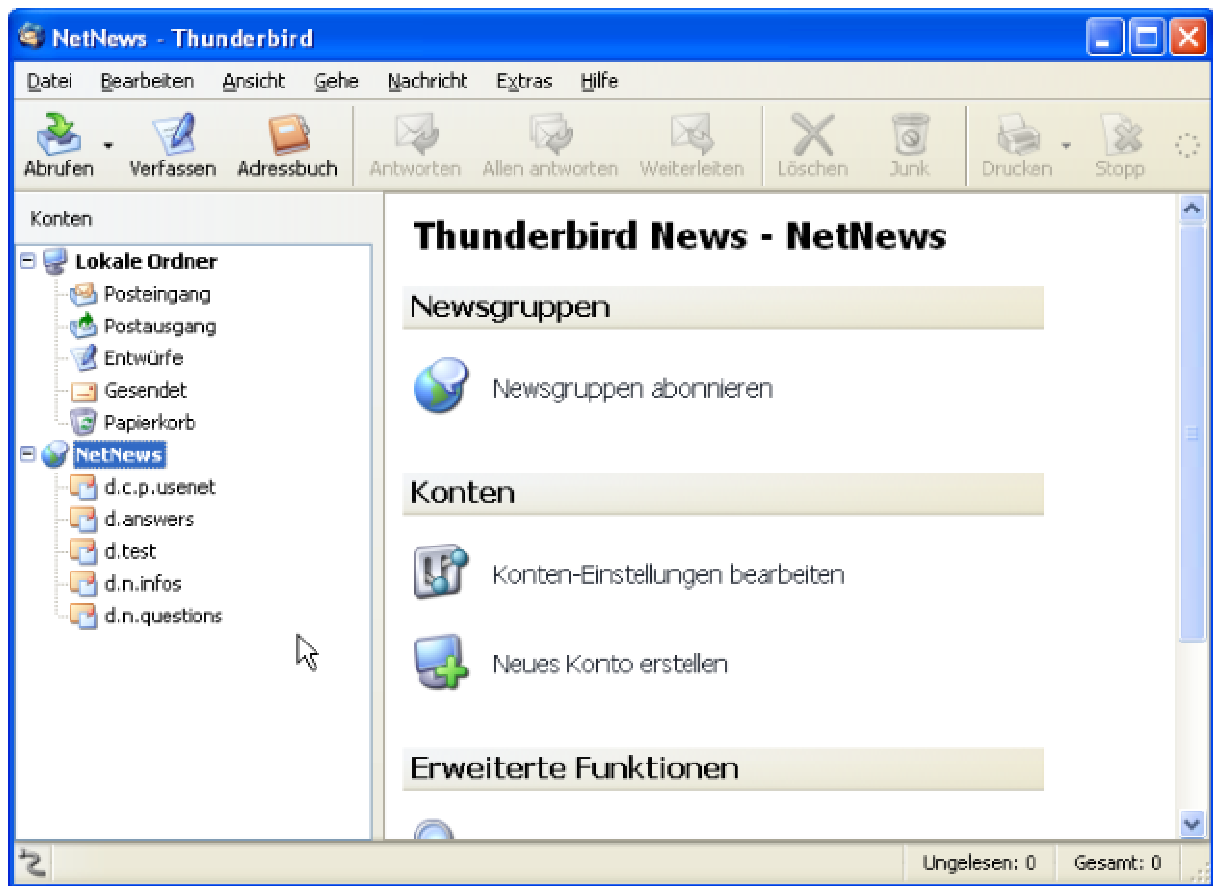 NetNews - Thunderbird
Datei Bearbeiten Ansicht Gehe Nachricht Extras Hilfe
Abrufen Verfassen Adressbuch Antworten Allen antworten Weiterleiten Löschen Junk Drucken Stopp
Konten
Lokale Ordner
Posteingang
Postausgang
Entwürfe
Gesendet
Papierkorb
NetNews
d.c.p.usenet
d.answers
d.test
d.n.infos
d.n.questions
Thunderbird News - NetNews
Newsgruppen
Newsgruppen abonnieren
Konten
Konten-Einstellungen bearbeiten
Neues Konto erstellen
Erweiterte Funktionen
Ungelesen: 0 Gesamt: 0